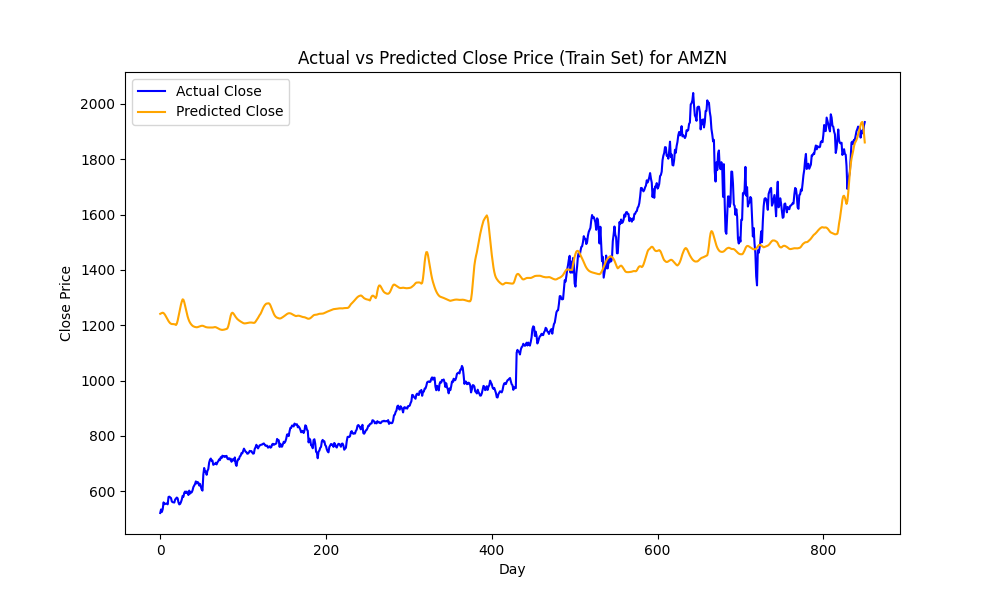 Actual vs Predicted Close Price (Train Set) for AMZN
Actual Close
Predicted Close
2000
1800
1600
1400
1200
1000
800
600
Close Price
0 200 400 600 800
Day